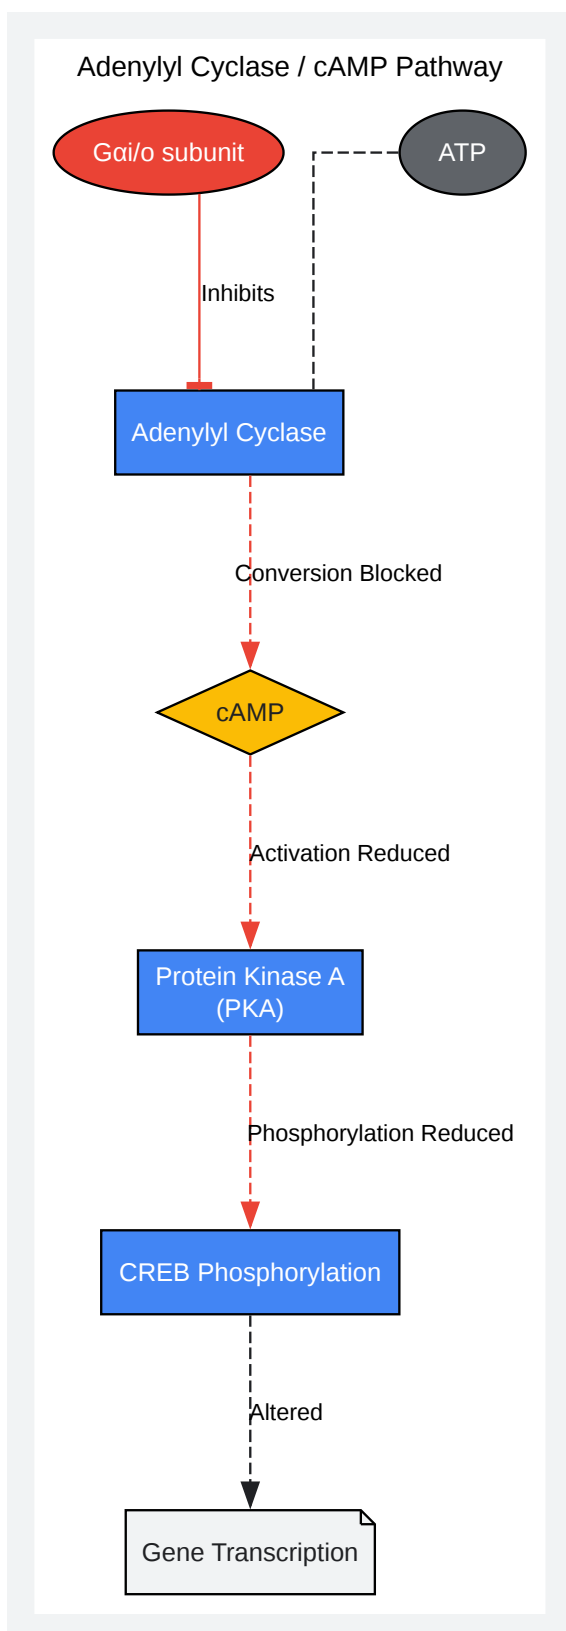 Adenylyl Cyclase / cAMP Pathway
Gαi/o subunit
ATP
Inhibits
Adenylyl Cyclase
Conversion Blocked
cAMP
Activation Reduced
Protein Kinase A
(PKA)
Phosphorylation Reduced
CREB Phosphorylation
Altered
Gene Transcription